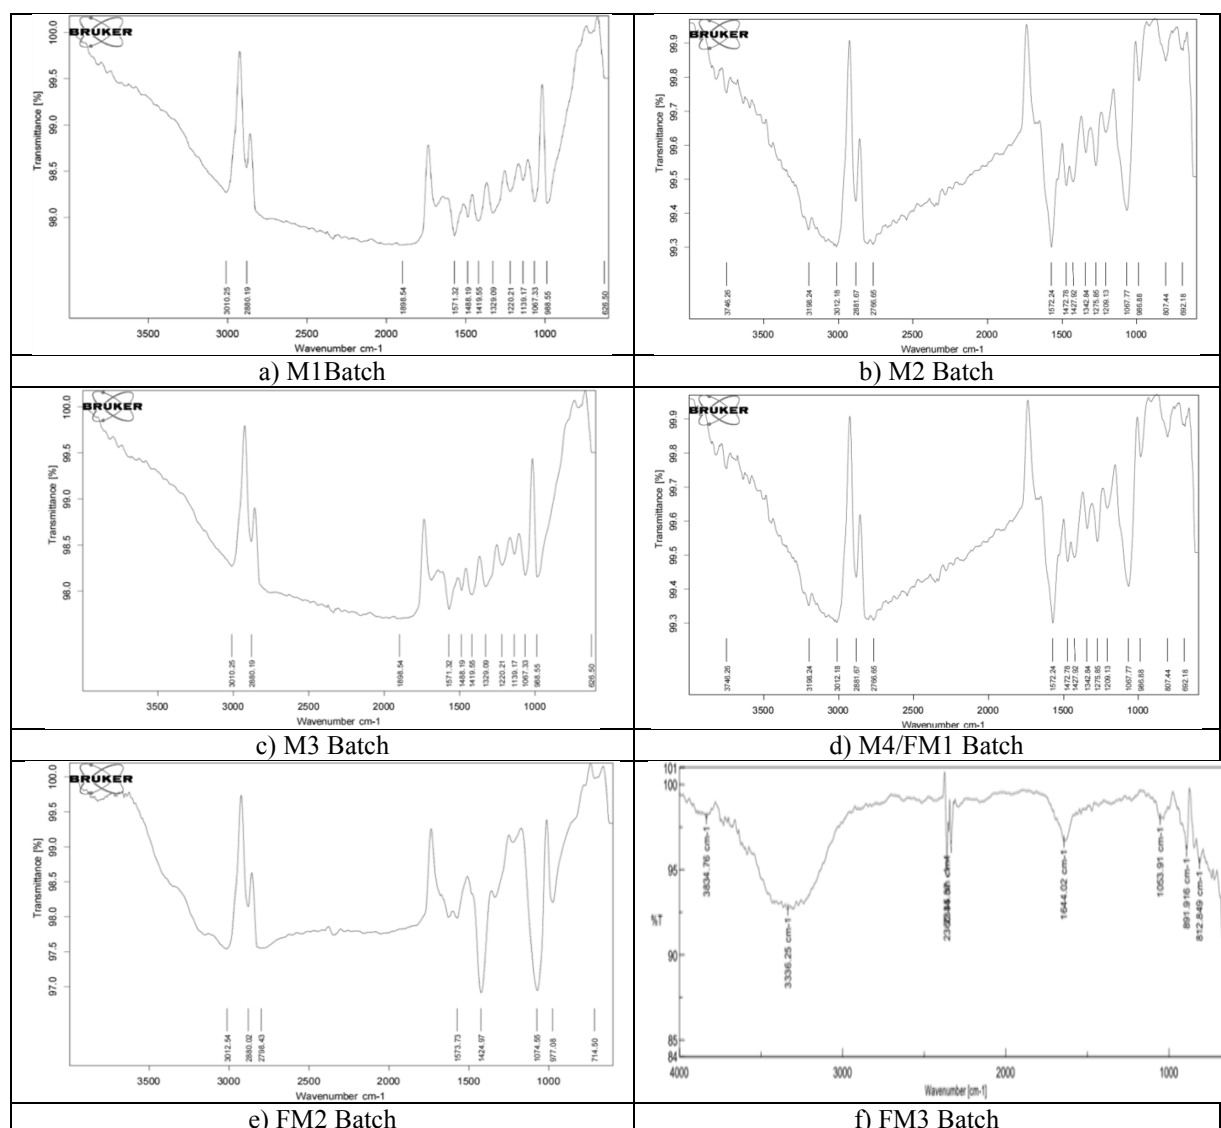 BRUKER
Transmittance [%]
100.0
99.5
99.0
98.5
98.0
3010.25
2880.19
1898.54
1571.32
1488.19
1419.55
1329.09
1220.21
1139.17
1067.33
988.55
626.50
3500 3000 2500 2000 1500 1000
Wavenumber cm-1
a) M1Batch
BRUKER
Transmittance [%]
99.9
99.8
99.7
99.6
99.5
99.4
99.3
3746.26
3198.24
3012.18
2881.67
2766.65
1572.24
1472.78
1427.92
1342.84
1275.85
1209.13
1067.77
986.88
807.44
692.18
3500 3000 2500 2000 1500 1000
Wavenumber cm-1
b) M2 Batch
BRUKER
Transmittance [%]
100.0
99.5
99.0
98.5
98.0
3010.25
2880.19
1898.54
1571.32
1488.19
1419.55
1329.09
1220.21
1139.17
1067.33
988.55
626.50
3500 3000 2500 2000 1500 1000
Wavenumber cm-1
c) M3 Batch
BRUKER
Transmittance [%]
99.9
99.8
99.7
99.6
99.5
99.4
99.3
3746.26
3198.24
3012.18
2881.67
2766.65
1572.24
1472.78
1427.92
1342.84
1275.85
1209.13
1067.77
986.88
807.44
692.18
3500 3000 2500 2000 1500 1000
Wavenumber cm-1
d) M4/FM1 Batch
BRUKER
Transmittance [%]
100.0
99.5
99.0
98.5
98.0
97.5
97.0
3012.54
2880.02
2798.43
1573.73
1424.97
1074.55
977.08
714.50
3500 3000 2500 2000 1500 1000
Wavenumber cm-1
e) FM2 Batch
101
100
95
%T
90
85
84
3834.76 cm-1
3336.25 cm-1
1644.02 cm-1
1053.91 cm-1
891.916 cm-1
812.849 cm-1
4000 3000 2000 1000
Wavenumber [cm-1]
f) FM3 Batch